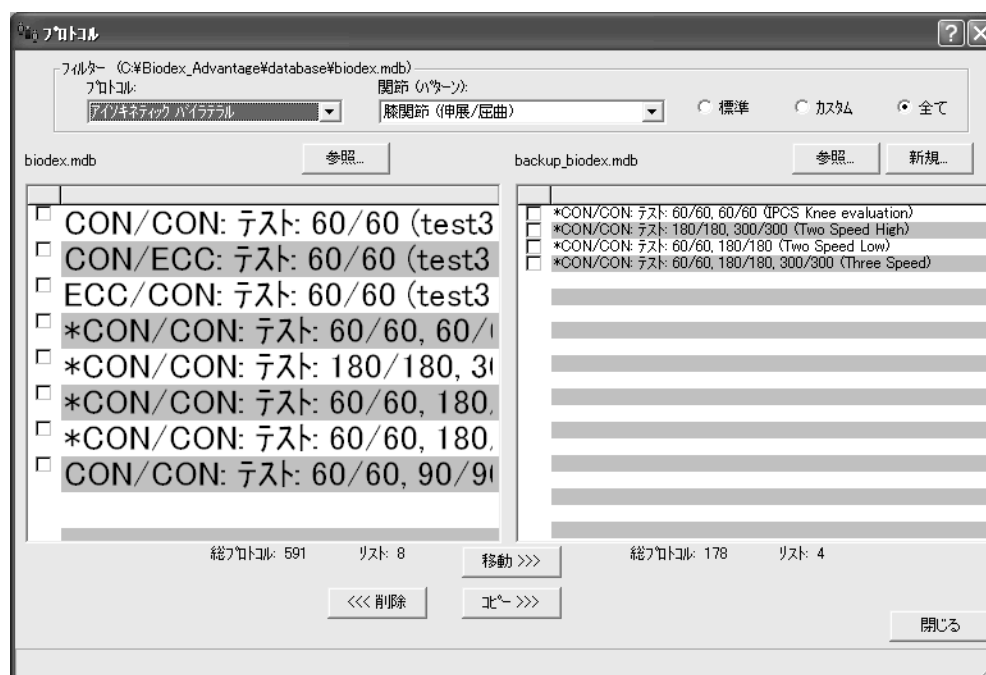 プロトコル
フィルター (C:¥Biodex_Advantage¥database¥biodex.mdb)
プロトコル: 関節 (パターン):
アイソキネティック バイラテラル 膝関節 (伸展/屈曲) 標準 カスタム 全て
biodex.mdb 参照... backup_biodex.mdb 参照... 新規...
CON/CON: テスト: 60/60 (test3
CON/ECC: テスト: 60/60 (test3
ECC/CON: テスト: 60/60 (test3
*CON/CON: テスト: 60/60, 60/
*CON/CON: テスト: 180/180, 3
*CON/CON: テスト: 60/60, 180,
*CON/CON: テスト: 60/60, 180,
CON/CON: テスト: 60/60, 90/9
*CON/CON: テスト: 60/60, 60/60 (IPCS Knee evaluation)
*CON/CON: テスト: 180/180, 300/300 (Two Speed High)
*CON/CON: テスト: 60/60, 180/180 (Two Speed Low)
*CON/CON: テスト: 60/60, 180/180, 300/300 (Three Speed)
総プロトコル: 591 リスト: 8 移動 >>> 総プロトコル: 178 リスト: 4
<<< 削除 コピー >>>
閉じる